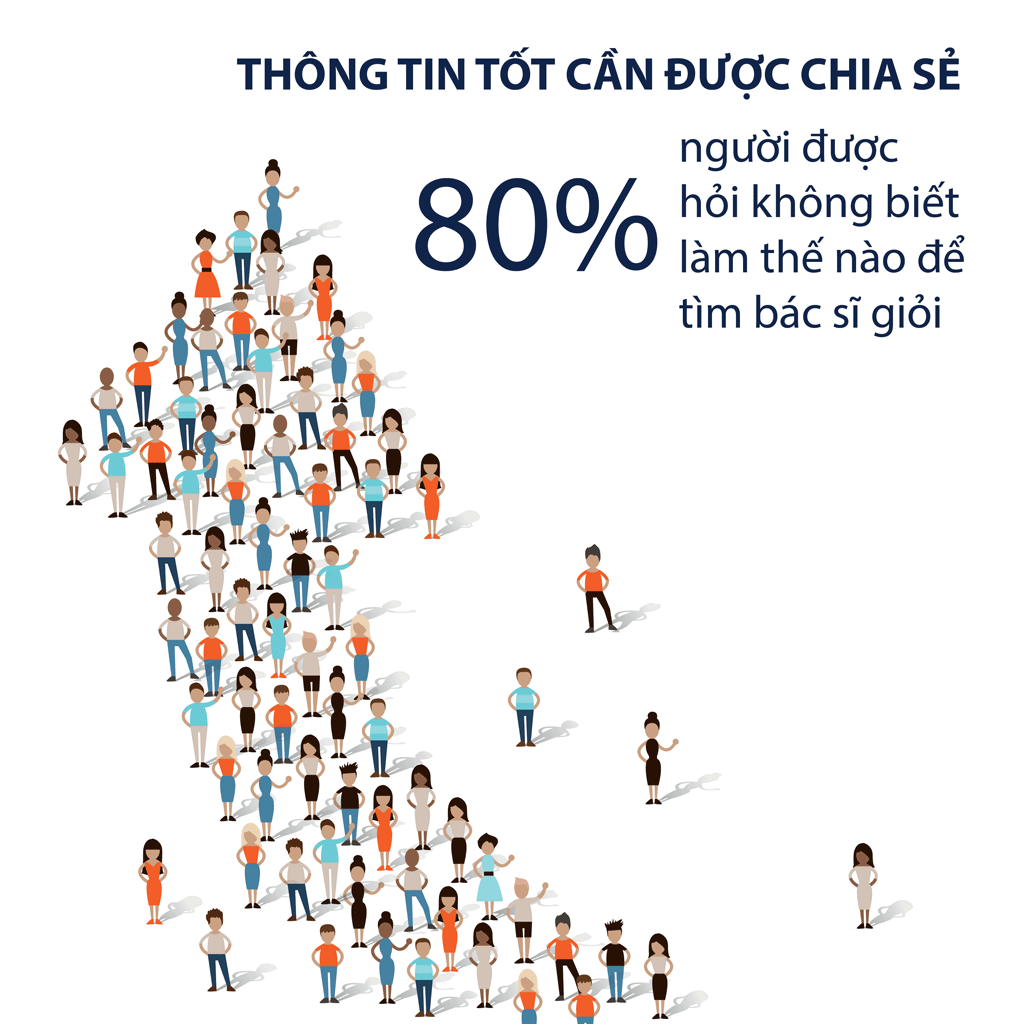 THÔNG TIN TỐT CẦN ĐƯỢC CHIA SẺ
80%
người được
hỏi không biết
làm thế nào để
tìm bác sĩ giỏi